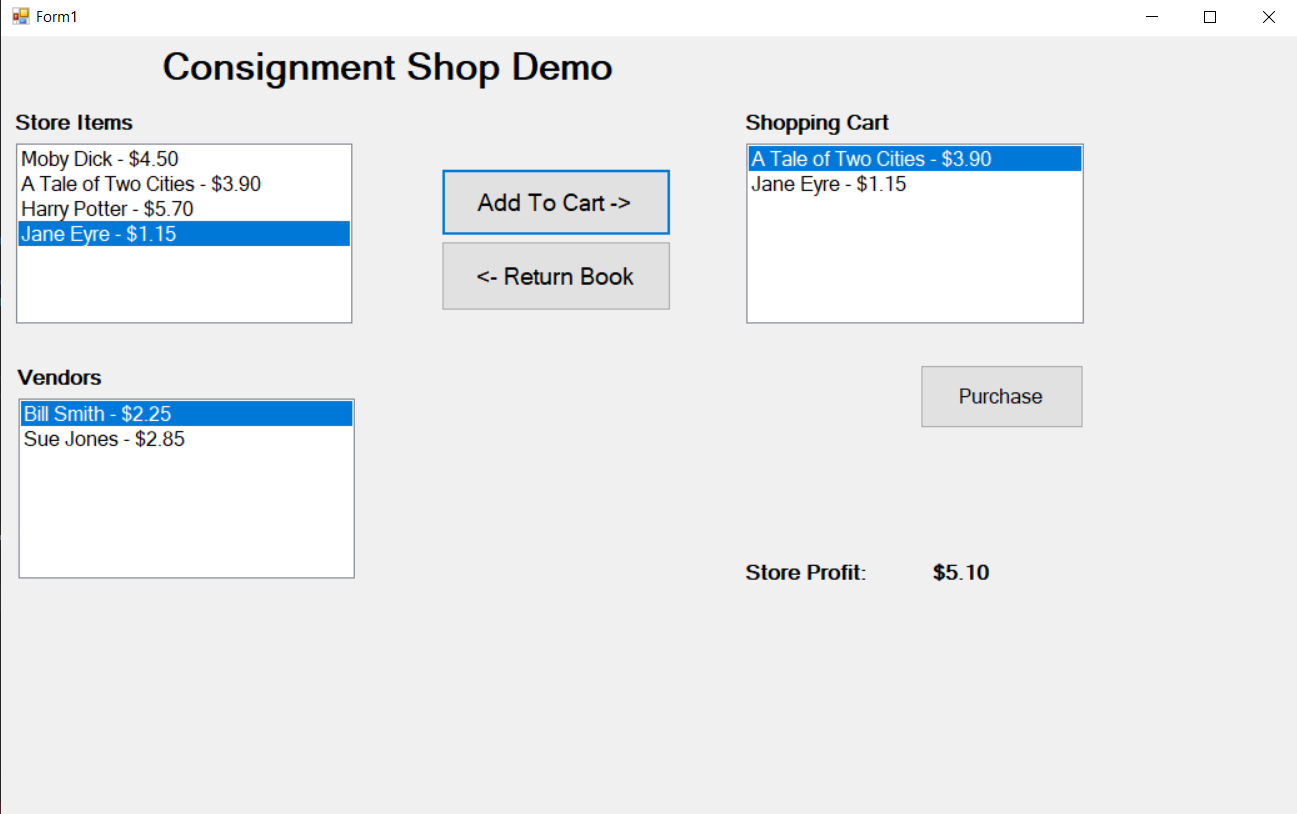 Form1
Consignment Shop Demo
Store Items
Moby Dick - $4.50
A Tale of Two Cities - $3.90
Harry Potter - $5.70
Jane Eyre - $1.15
Add To Cart ->
<- Return Book
Shopping Cart
A Tale of Two Cities - $3.90
Jane Eyre - $1.15
Purchase
Vendors
Bill Smith - $2.25
Sue Jones - $2.85
Store Profit: $5.10